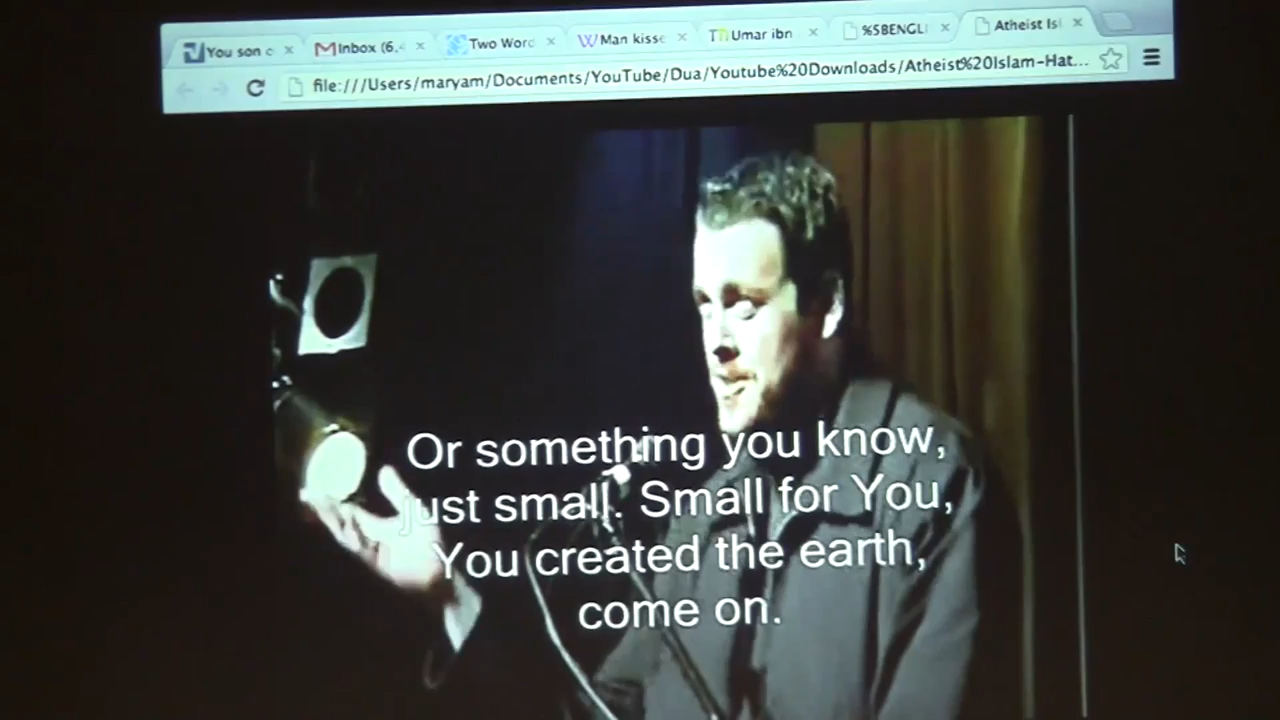 You son c
Inbox (6,4
Two Word
Man kisse
Umar ibn
%5BENGLI
Atheist Isl
file:///Users/maryam/Documents/YouTube/Dua/Youtube%20Downloads/Atheist%20Islam-Hat...
Or something you know,
just small. Small for You,
You created the earth,
come on.